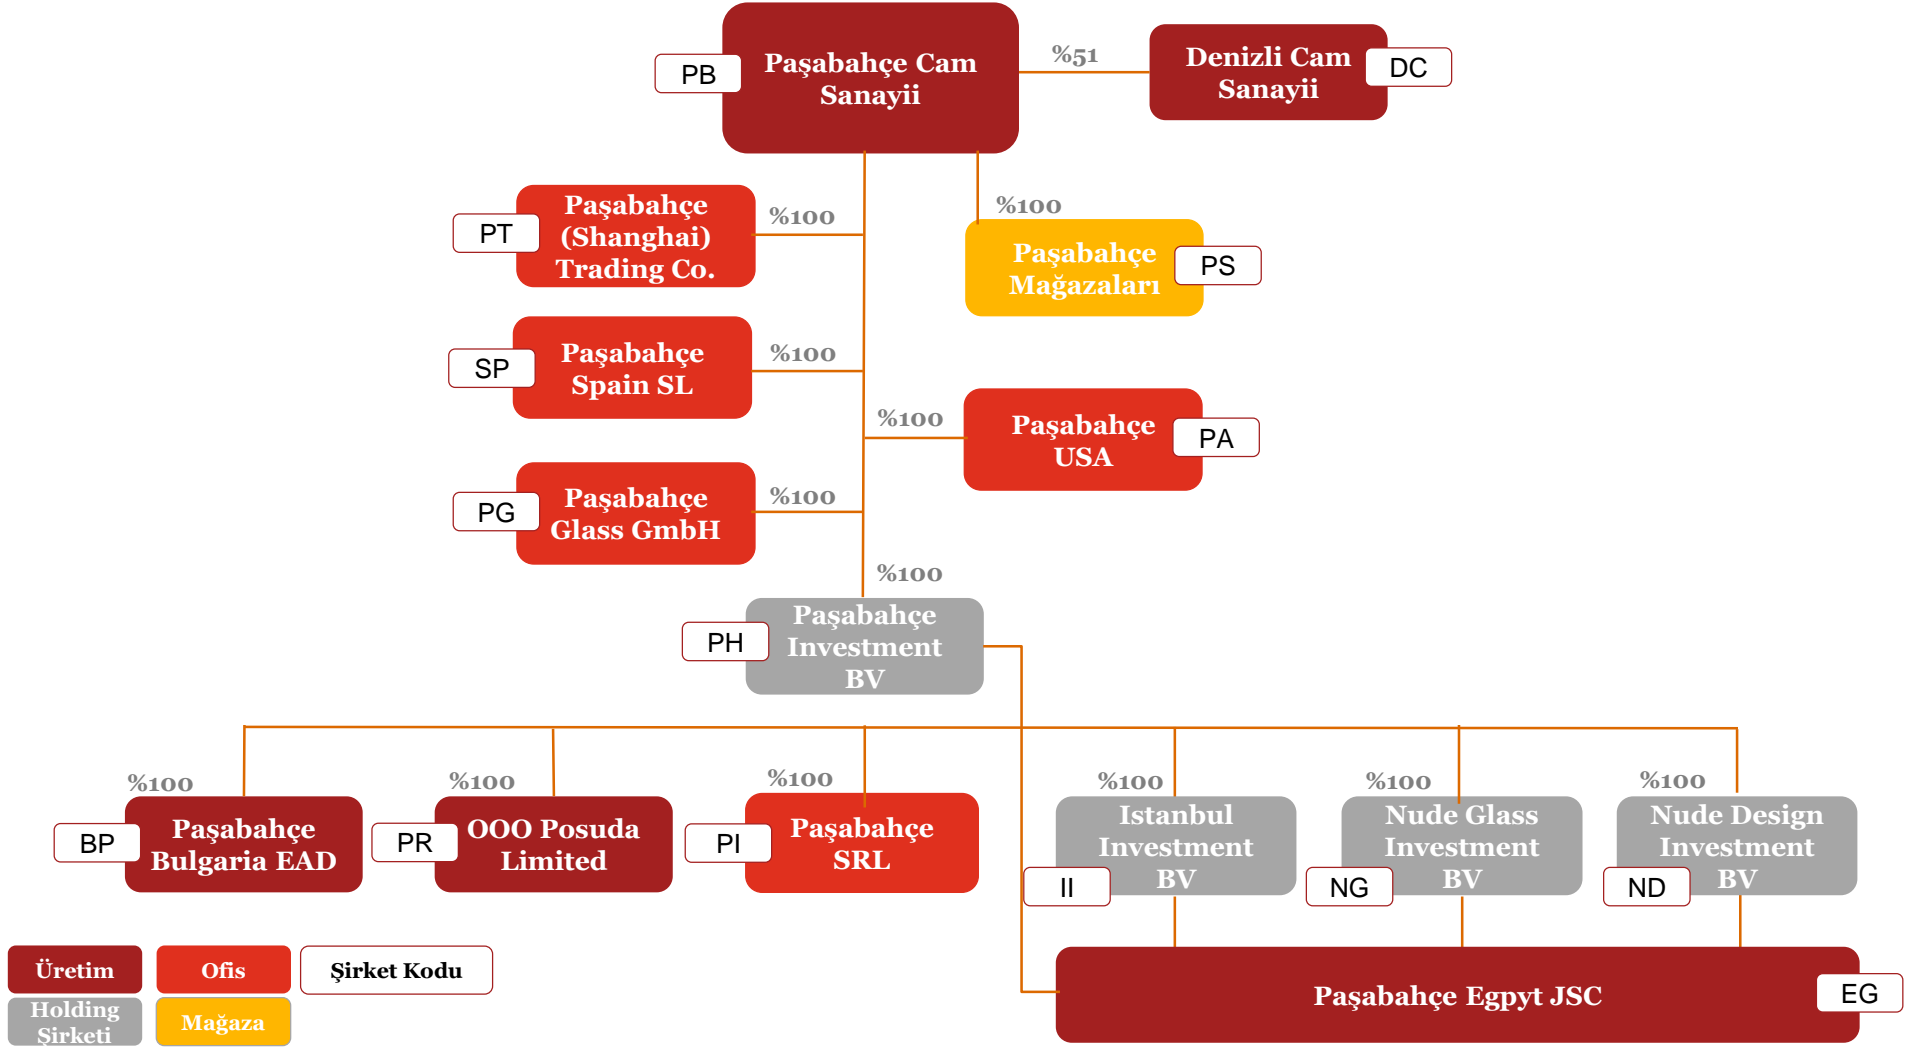 PB
Paşabahçe Cam
Sanayii
%51
Denizli Cam
Sanayii
DC
PT
Paşabahçe
(Shanghai)
Trading Co.
%100
%100
Paşabahçe
Mağazaları
PS
SP
Paşabahçe
Spain SL
%100
%100
Paşabahçe
USA
PA
PG
Paşabahçe
Glass GmbH
%100
%100
PH
Paşabahçe
Investment
BV
%100
BP
Paşabahçe
Bulgaria EAD
%100
PR
OOO Posuda
Limited
%100
PI
Paşabahçe
SRL
%100
Istanbul
Investment
BV
II
%100
Nude Glass
Investment
BV
NG
%100
Nude Design
Investment
BV
ND
Üretim
Ofis
Şirket Kodu
Holding
Şirketi
Mağaza
Paşabahçe Egpyt JSC
EG